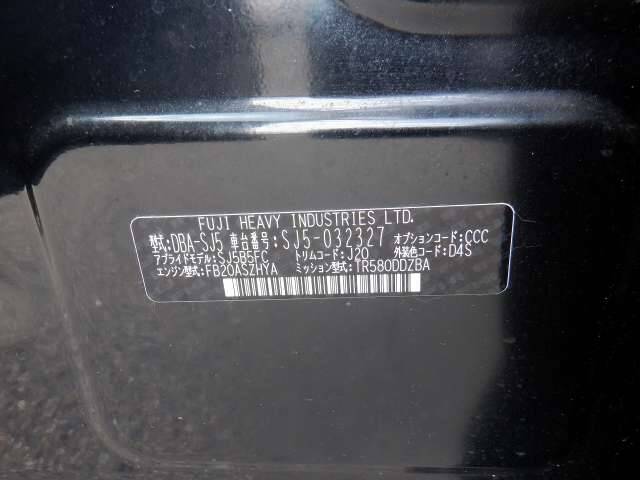 FUJI HEAVY INDUSTRIES LTD.
型式:DBA-SJ5 車台番号:SJ5-032327 オプションコード:CCC
アプライドモデル:SJ5B5FC トリムコード:J20 外装色コード:D4S
エンジン型式:FB20ASZHYA ミッション型式:TR580DDZBA